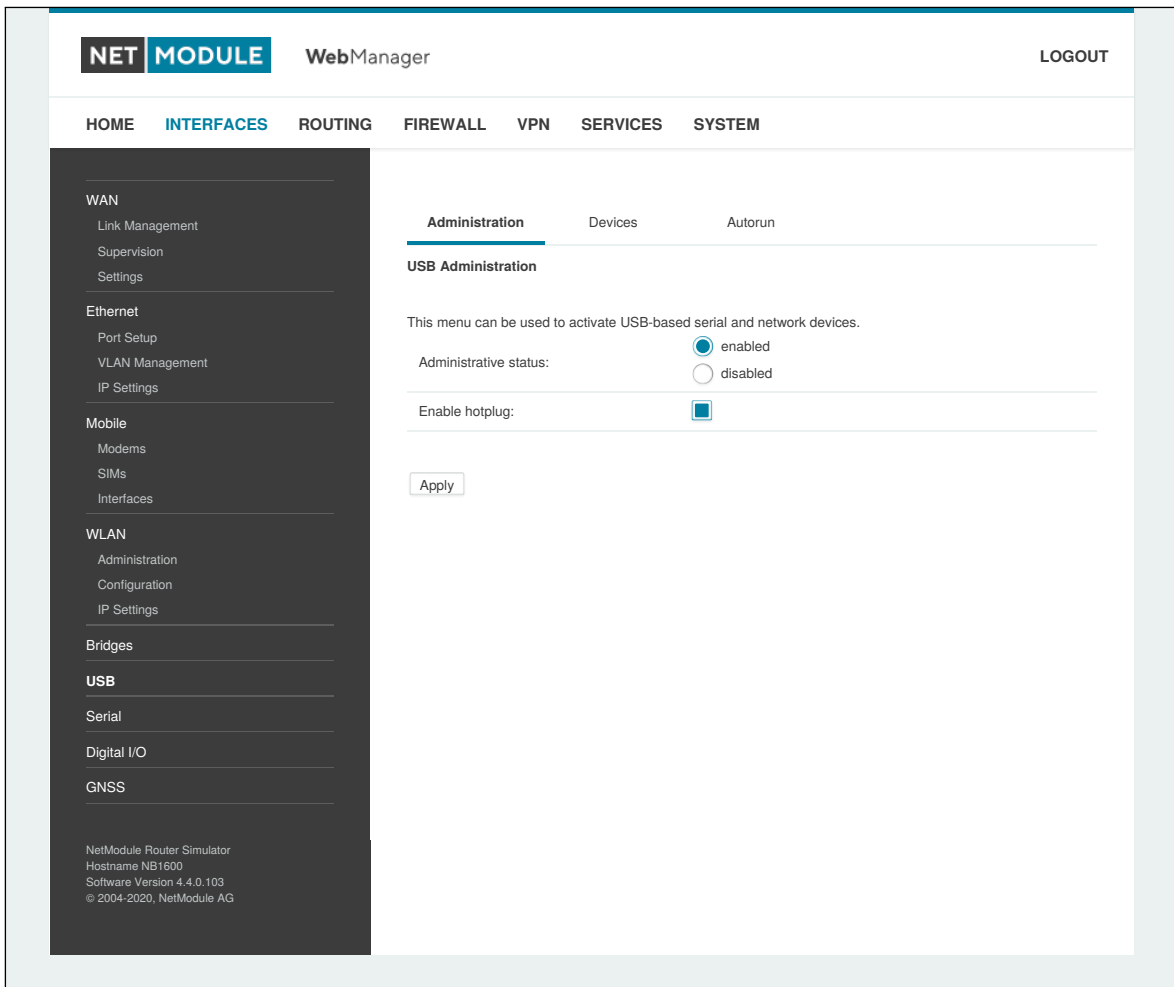 NET MODULE WebManager LOGOUT
HOME INTERFACES ROUTING FIREWALL VPN SERVICES SYSTEM
WAN
Link Management
Supervision
Settings
Ethernet
Port Setup
VLAN Management
IP Settings
Mobile
Modems
SIMs
Interfaces
WLAN
Administration
Configuration
IP Settings
Bridges
USB
Serial
Digital I/O
GNSS
NetModule Router Simulator
Hostname NB1600
Software Version 4.4.0.103
© 2004-2020, NetModule AG
Administration Devices Autorun
USB Administration
This menu can be used to activate USB-based serial and network devices.
Administrative status:
enabled
disabled
Enable hotplug:
Apply